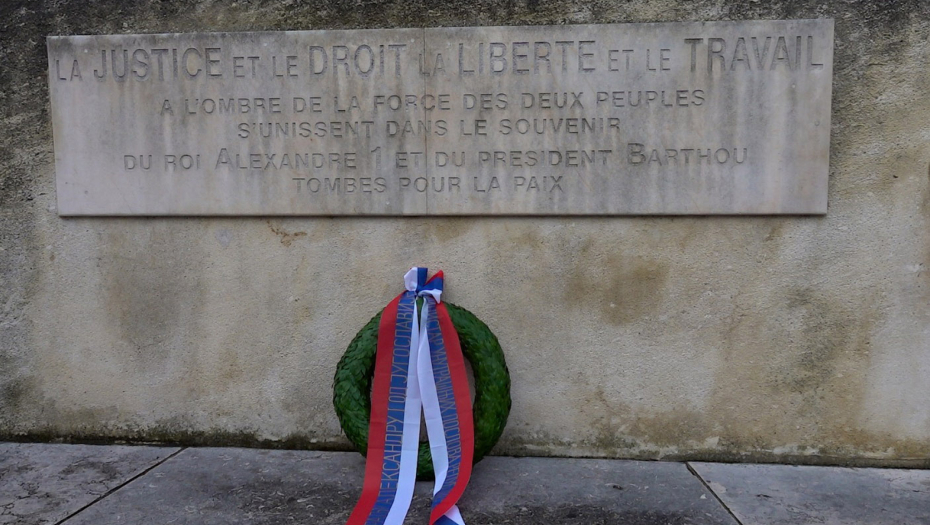 LA JUSTICE ET LE DROIT LA LIBERTE ET LE TRAVAIL
A L'OMBRE DE LA FORCE DES DEUX PEUPLES
S'UNISSENT DANS LE SOUVENIR
DU ROI ALEXANDRE 1 ET DU PRESIDENT BARTHOU
TOMBES POUR LA PAIX